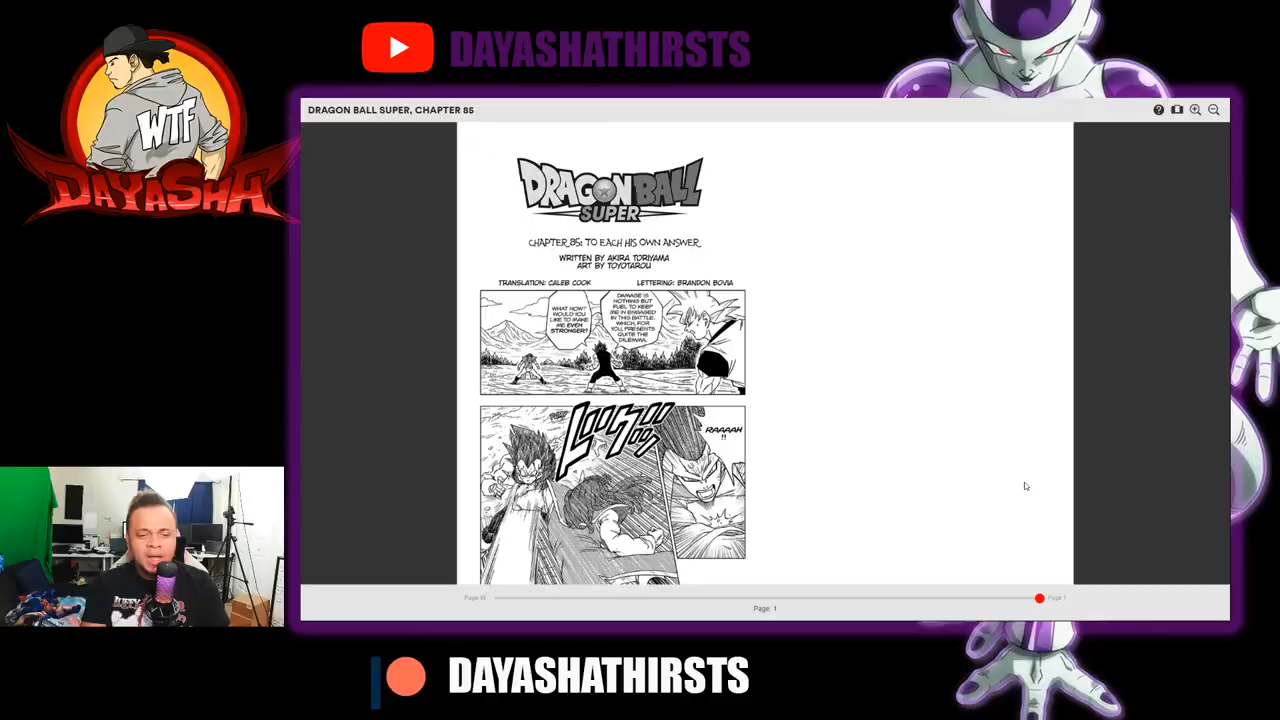 DAYASHATHIRSTS
WTF
DAYASHA
DRAGON BALL SUPER, CHAPTER 85
DRAGON BALL
SUPER
CHAPTER 85: TO EACH HIS OWN ANSWER
WRITTEN BY AKIRA TORIYAMA
ART BY TOYOTAROU
TRANSLATION: CALEB COOK
LETTERING: BRANDON BOVIA
WHAT NOW?
WOULD YOU
LIKE TO MAKE
ME EVEN
STRONGER?
DAMAGE IS
NOTHING BUT
FUEL TO KEEP
ME IN ENGAGED
IN THIS BATTLE.
WHICH, FOR
YOU, PRESENTS
QUITE THE
DILEMMA.
RAAAAH
!!
Page 1
Page: 1
DAYASHATHIRSTS